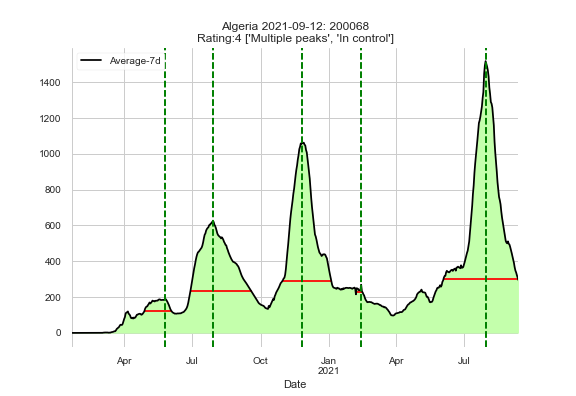 Algeria 2021-09-12: 200068
Rating:4 ['Multiple peaks', 'In control']
Average-7d
1400
1200
1000
800
600
400
200
0
Apr Jul Oct Jan Apr Jul
2021
Date